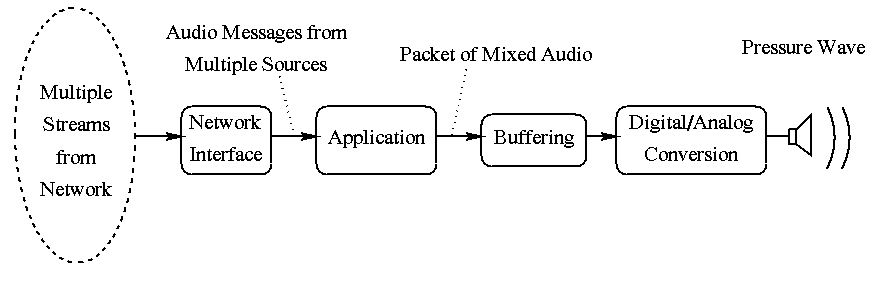 Multiple
Streams
from
Network
Audio Messages from
Multiple Sources
Network
Interface
Application
Packet of Mixed Audio
Buffering
Digital/Analog
Conversion
Pressure Wave